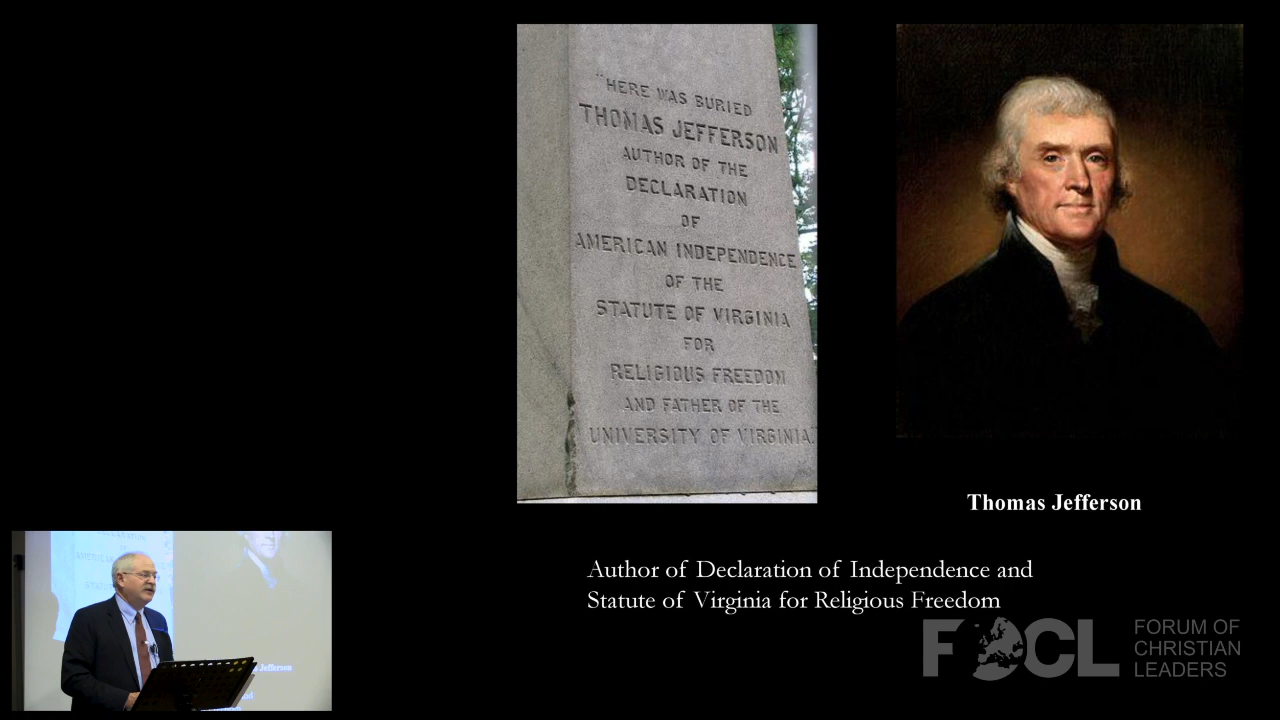 "HERE WAS BURIED
THOMAS JEFFERSON
AUTHOR OF THE
DECLARATION
OF
AMERICAN INDEPENDENCE
OF THE
STATUTE OF VIRGINIA
FOR
RELIGIOUS FREEDOM
AND FATHER OF THE
UNIVERSITY OF VIRGINIA."
Thomas Jefferson
Author of Declaration of Independence and
Statute of Virginia for Religious Freedom
FOCL
FORUM OF
CHRISTIAN
LEADERS